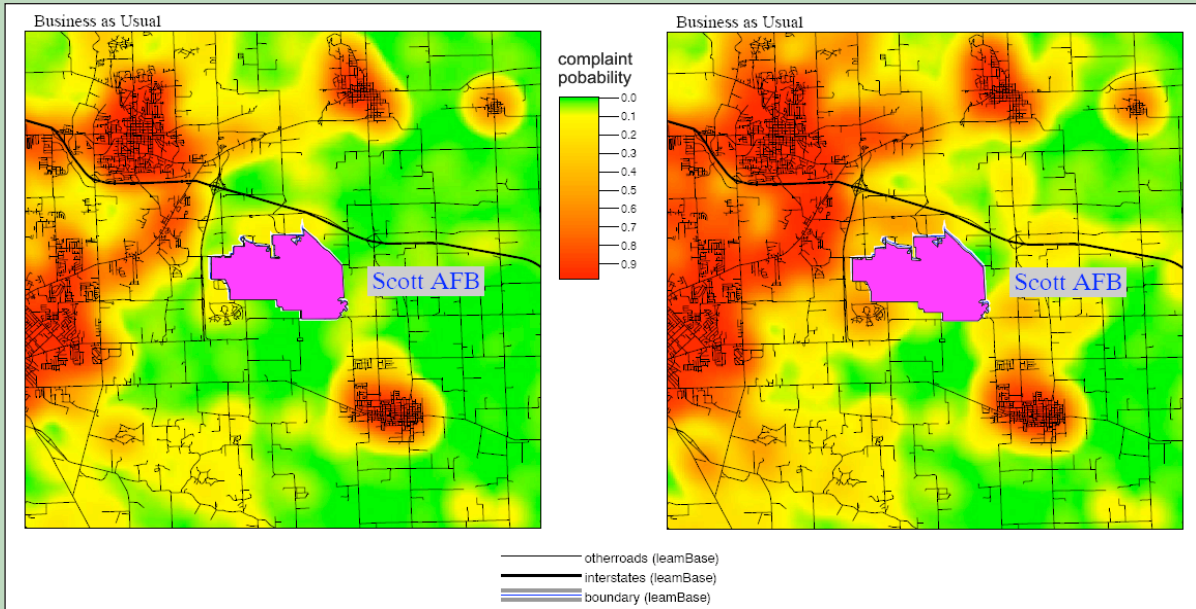 Business as Usual
Business as Usual
complaint
pobability
0.0
0.1
0.2
0.3
0.4
0.5
0.6
0.7
0.8
0.9
Scott AFB
Scott AFB
otherroads (leamBase)
interstates (leamBase)
boundary (leamBase)